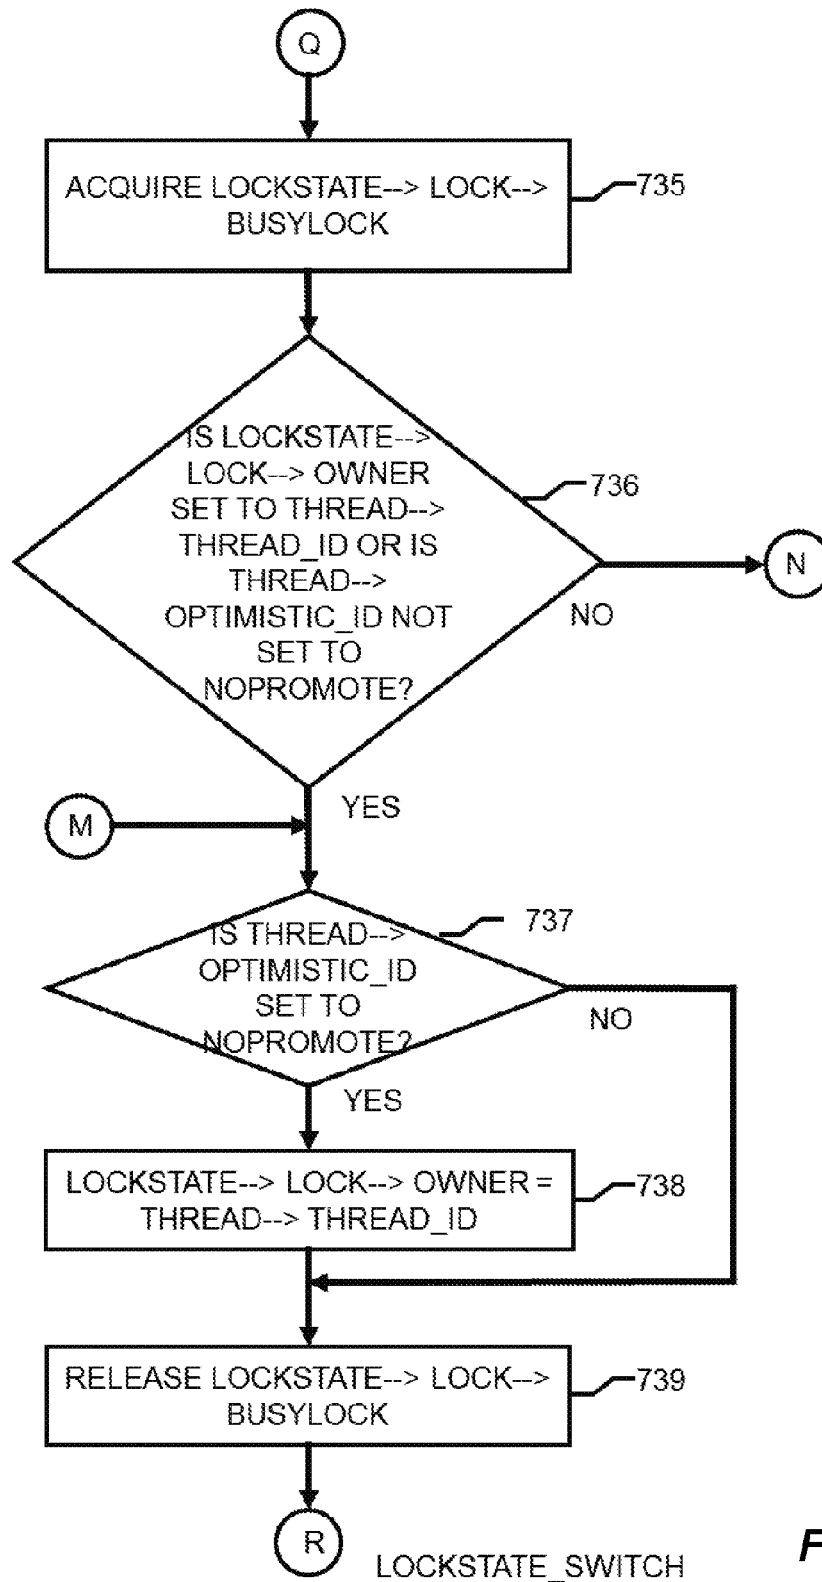 Q
ACQUIRE LOCKSTATE--> LOCK-->
BUSYLOCK
735
IS LOCKSTATE-->
LOCK--> OWNER
SET TO THREAD-->
THREAD_ID OR IS
THREAD-->
OPTIMISTIC_ID NOT
SET TO
NOPROMOTE?
736
N
NO
YES
M
737
IS THREAD-->
OPTIMISTIC_ID
SET TO
NOPROMOTE?
NO
YES
LOCKSTATE--> LOCK--> OWNER =
THREAD--> THREAD_ID
738
RELEASE LOCKSTATE--> LOCK-->
BUSYLOCK
739
R
LOCKSTATE_SWITCH